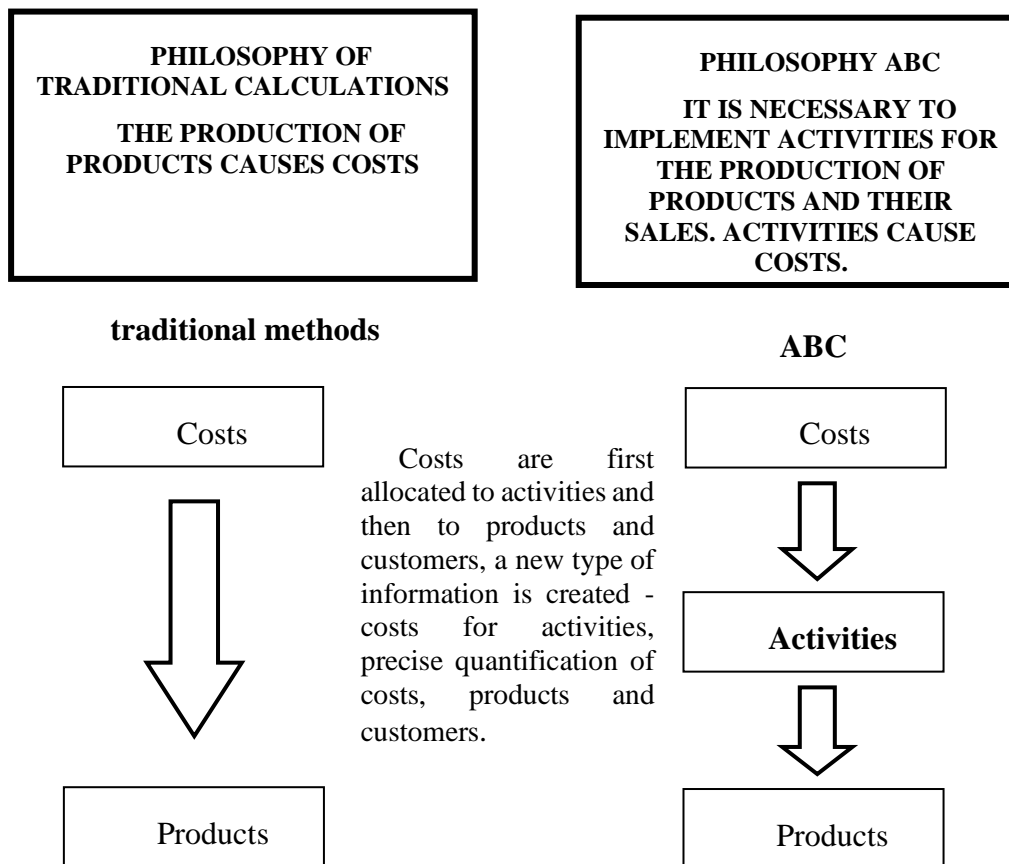 PHILOSOPHY OF
TRADITIONAL CALCULATIONS
THE PRODUCTION OF
PRODUCTS CAUSES COSTS
PHILOSOPHY ABC
IT IS NECESSARY TO
IMPLEMENT ACTIVITIES FOR
THE PRODUCTION OF
PRODUCTS AND THEIR
SALES. ACTIVITIES CAUSE
COSTS.
traditional methods
ABC
Costs
Costs are first
allocated to activities and
then to products and
customers, a new type of
information is created -
costs for activities,
precise quantification of
costs, products and
customers.
Costs
Activities
Products
Products